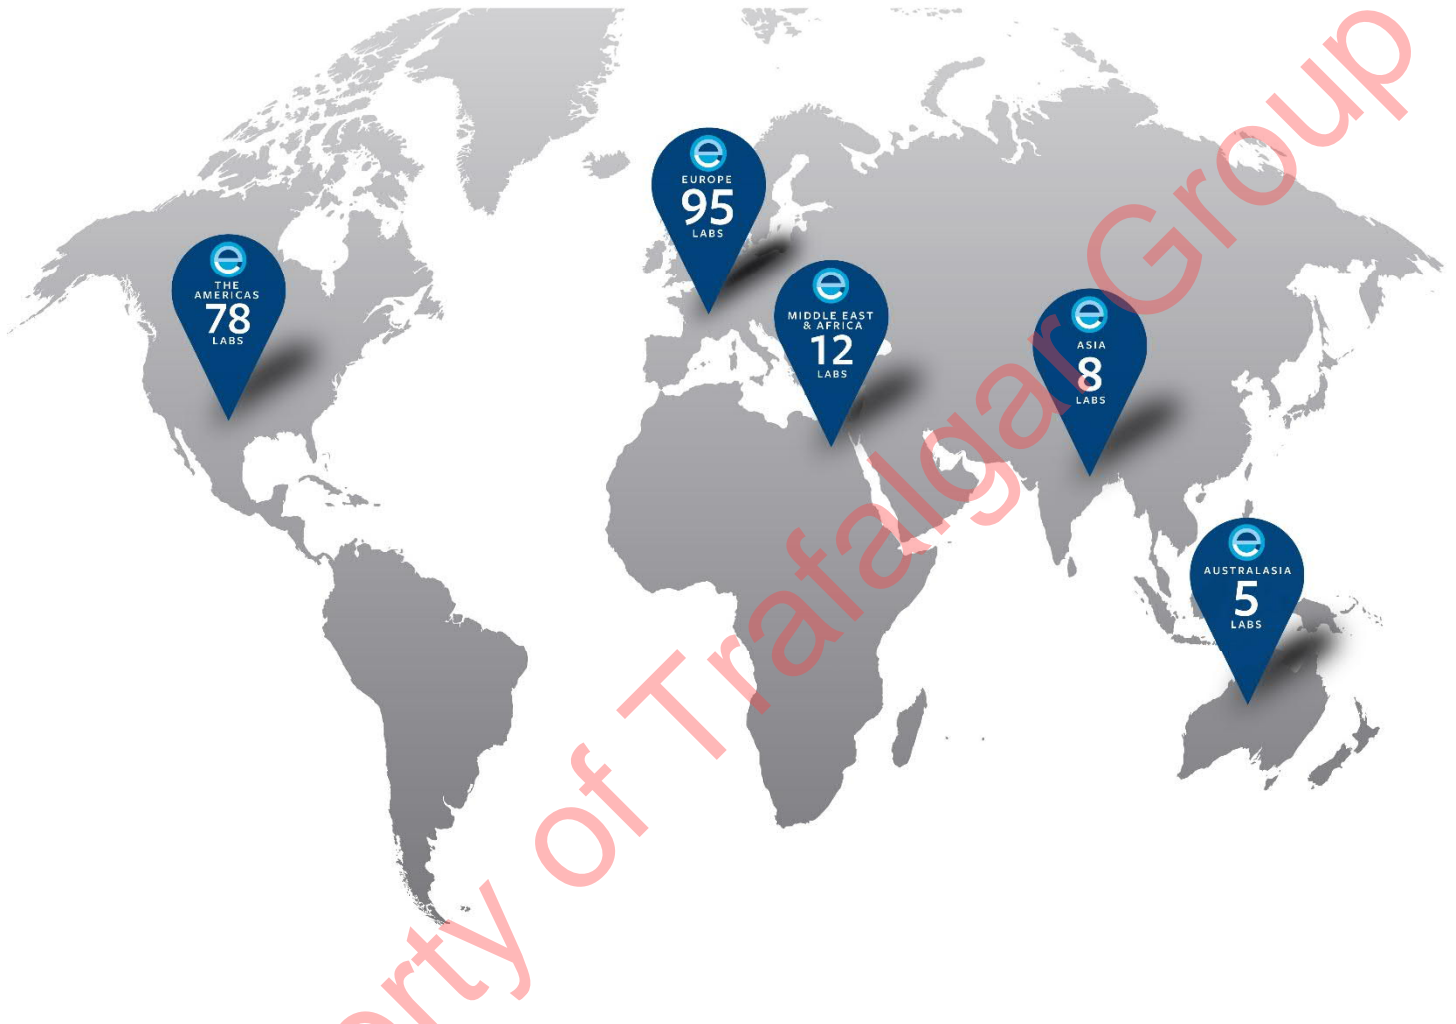 EUROPE
95
LABS
THE
AMERICAS
78
LABS
MIDDLE EAST
& AFRICA
12
LABS
ASIA
8
LABS
AUSTRALASIA
5
LABS
erty of Trafalgar Group